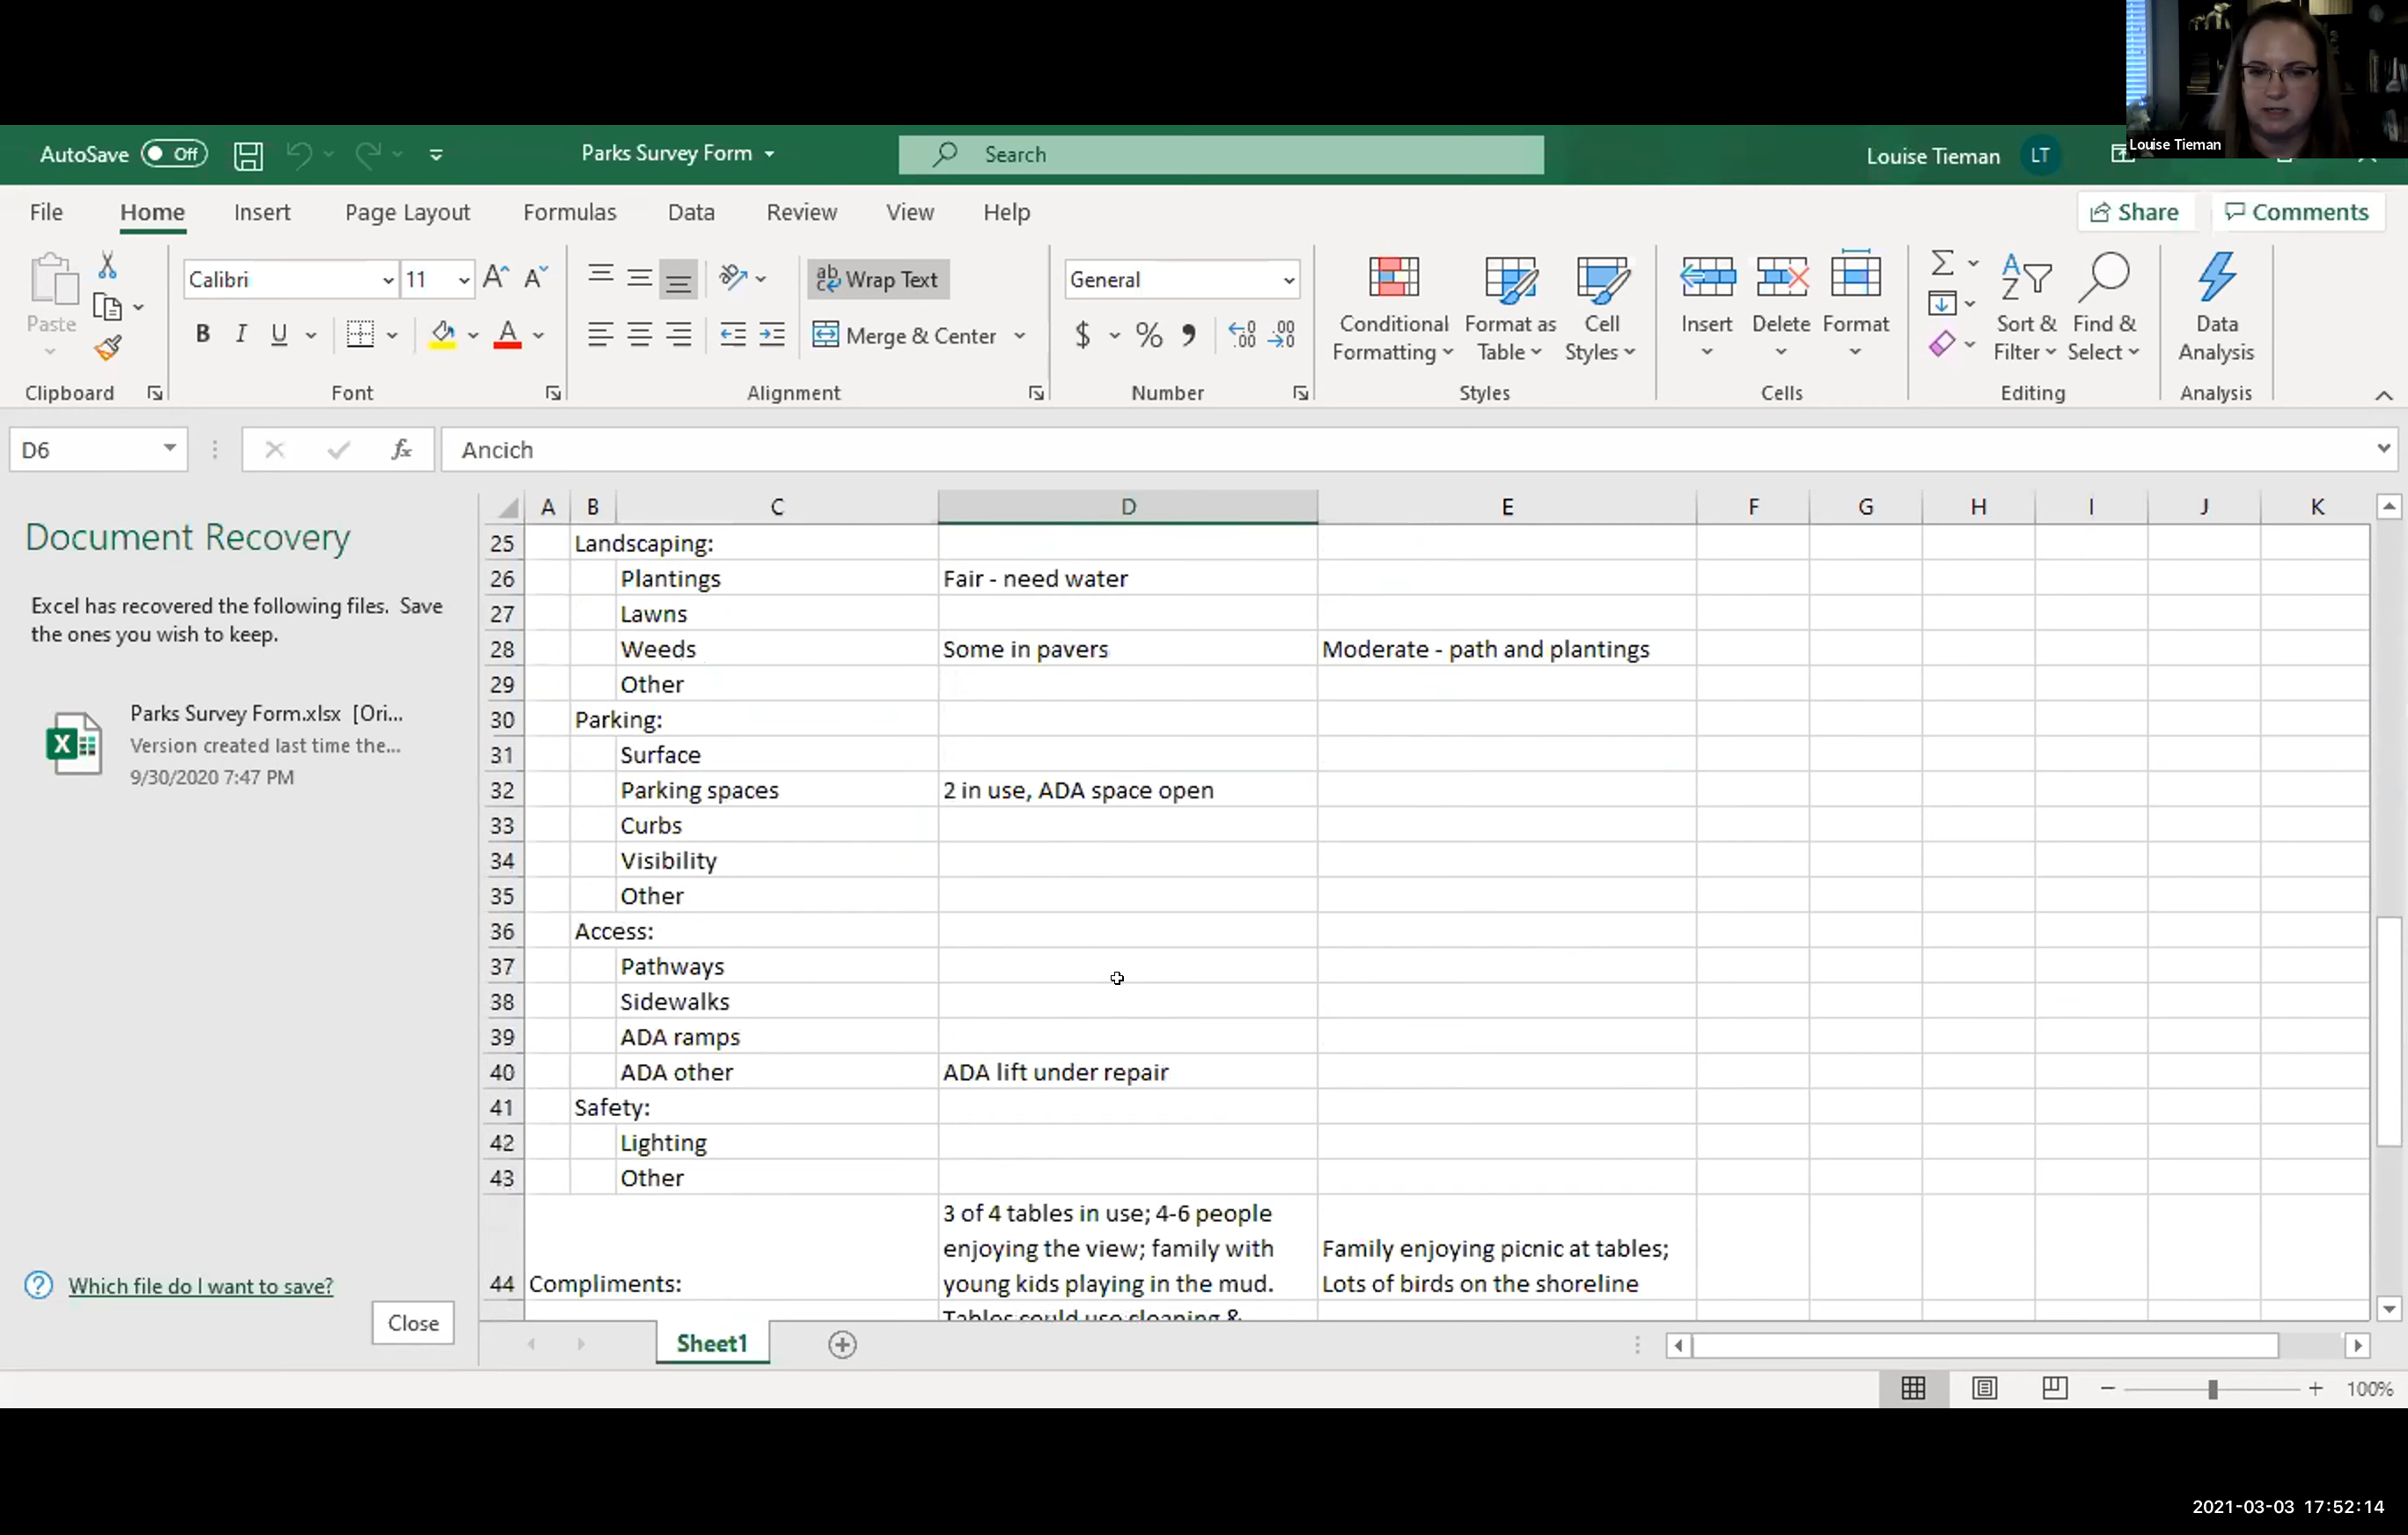 Louise Tieman
AutoSave Off Parks Survey Form Search Louise Tieman LT
File Home Insert Page Layout Formulas Data Review View Help Share Comments
Paste
Clipboard
Calibri 11
B I U A
Font
ab Wrap Text
Merge & Center
Alignment
General
$ % , .00 .00
Number
Conditional Formatting
Format as Table
Cell Styles
Styles
Insert Delete Format
Cells
Sort & Filter
Find & Select
Editing
Data Analysis
Analysis
D6 fx Ancich
Document Recovery
Excel has recovered the following files. Save
the ones you wish to keep.
Parks Survey Form.xlsx [Ori...
Version created last time the...
9/30/2020 7:47 PM
Which file do I want to save?
Close
A B C D E F G H I J K
25 Landscaping:
26 Plantings Fair - need water
27 Lawns
28 Weeds Some in pavers Moderate - path and plantings
29 Other
30 Parking:
31 Surface
32 Parking spaces 2 in use, ADA space open
33 Curbs
34 Visibility
35 Other
36 Access:
37 Pathways
38 Sidewalks
39 ADA ramps
40 ADA other ADA lift under repair
41 Safety:
42 Lighting
43 Other
44 Compliments:
3 of 4 tables in use; 4-6 people
enjoying the view; family with
young kids playing in the mud.
Family enjoying picnic at tables;
Lots of birds on the shoreline
Tables could use cleaning &
Sheet1
100%
2021-03-03 17:52:14